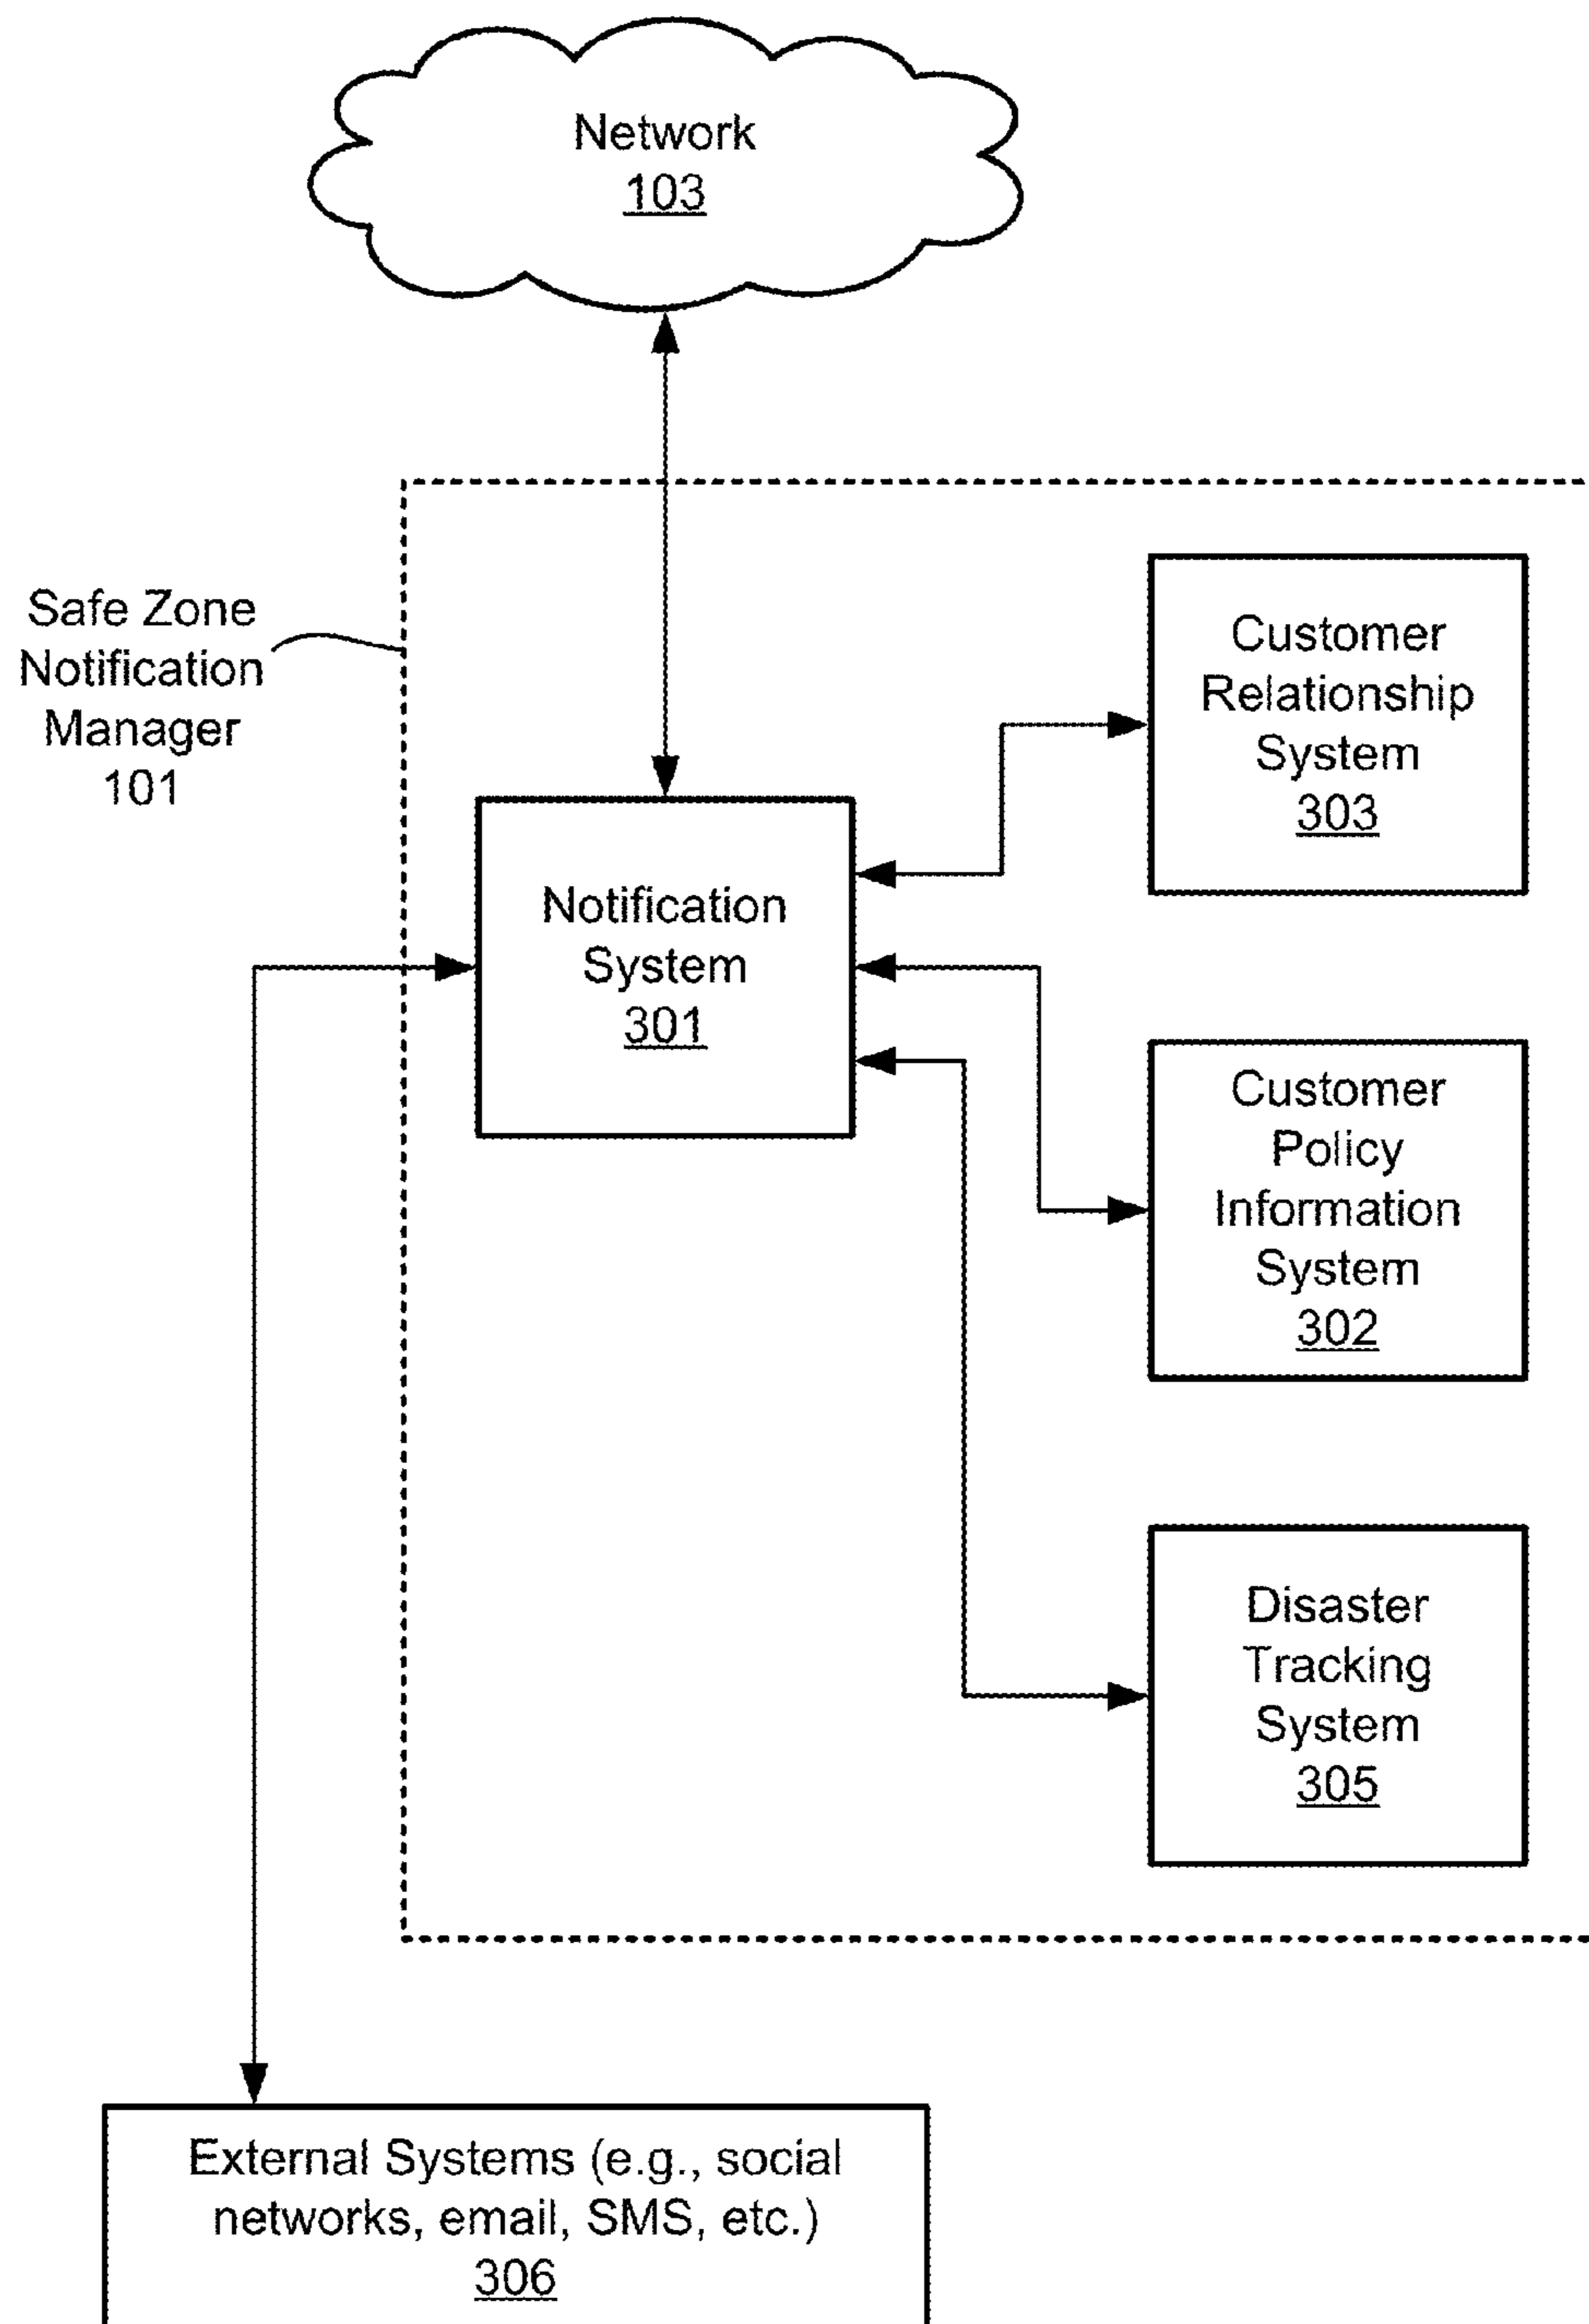 Network
103
Safe Zone
Notification
Manager
101
Customer
Relationship
System
303
Notification
System
301
Customer
Policy
Information
System
302
Disaster
Tracking
System
305
External Systems (e.g., social
networks, email, SMS, etc.)
306